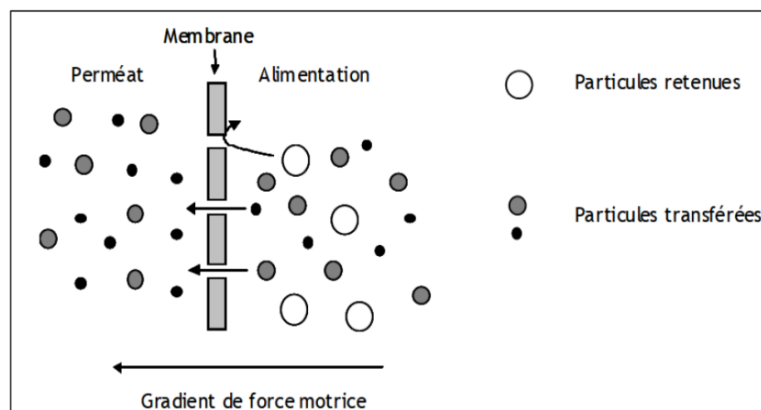 Membrane
Perméat
Alimentation
Particules retenues
Particules transférées
Gradient de force motrice